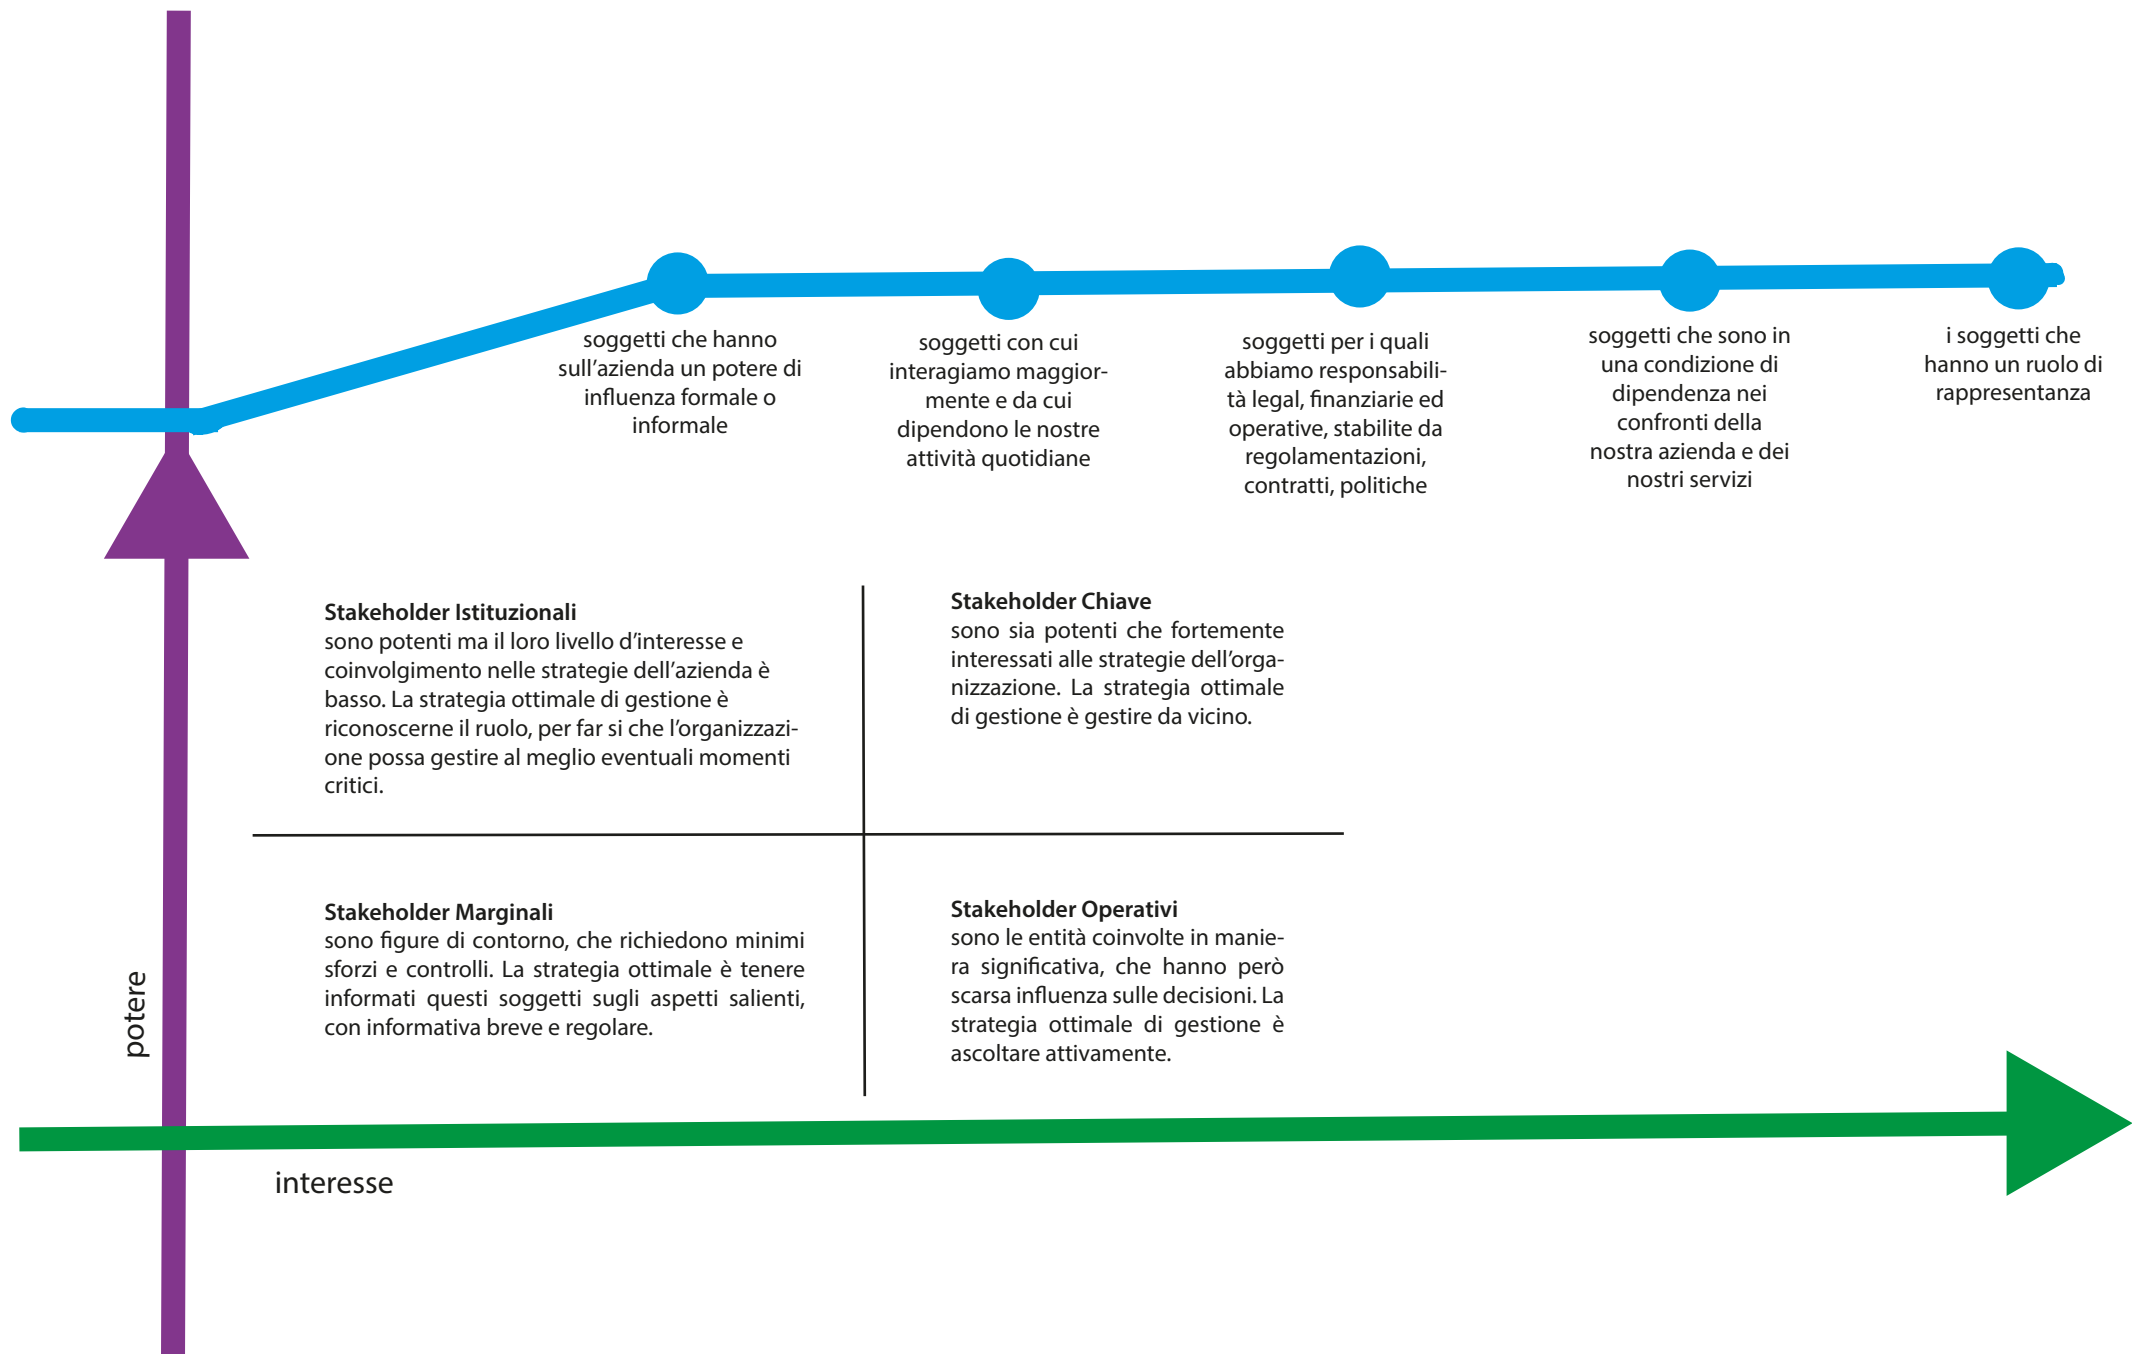 soggetti che hanno
sull’azienda un potere di
influenza formale o
informale
soggetti con cui
interagiamo maggior-
mente e da cui
dipendono le nostre
attività quotidiane
soggetti per i quali
abbiamo responsabili-
tà legal, finanziarie ed
operative, stabilite da
regolamentazioni,
contratti, politiche
soggetti che sono in
una condizione di
dipendenza nei
confronti della
nostra azienda e dei
nostri servizi
i soggetti che
hanno un ruolo di
rappresentanza
Stakeholder Istituzionali
sono potenti ma il loro livello d’interesse e
coinvolgimento nelle strategie dell’azienda è
basso. La strategia ottimale di gestione è
riconoscerne il ruolo, per far si che l’organizzazi-
one possa gestire al meglio eventuali momenti
critici.
Stakeholder Chiave
sono sia potenti che fortemente
interessati alle strategie dell’orga-
nizzazione. La strategia ottimale
di gestione è gestire da vicino.
Stakeholder Marginali
sono figure di contorno, che richiedono minimi
sforzi e controlli. La strategia ottimale è tenere
informati questi soggetti sugli aspetti salienti,
con informativa breve e regolare.
Stakeholder Operativi
sono le entità coinvolte in manie-
ra significativa, che hanno però
scarsa influenza sulle decisioni. La
strategia ottimale di gestione è
ascoltare attivamente.
potere
interesse